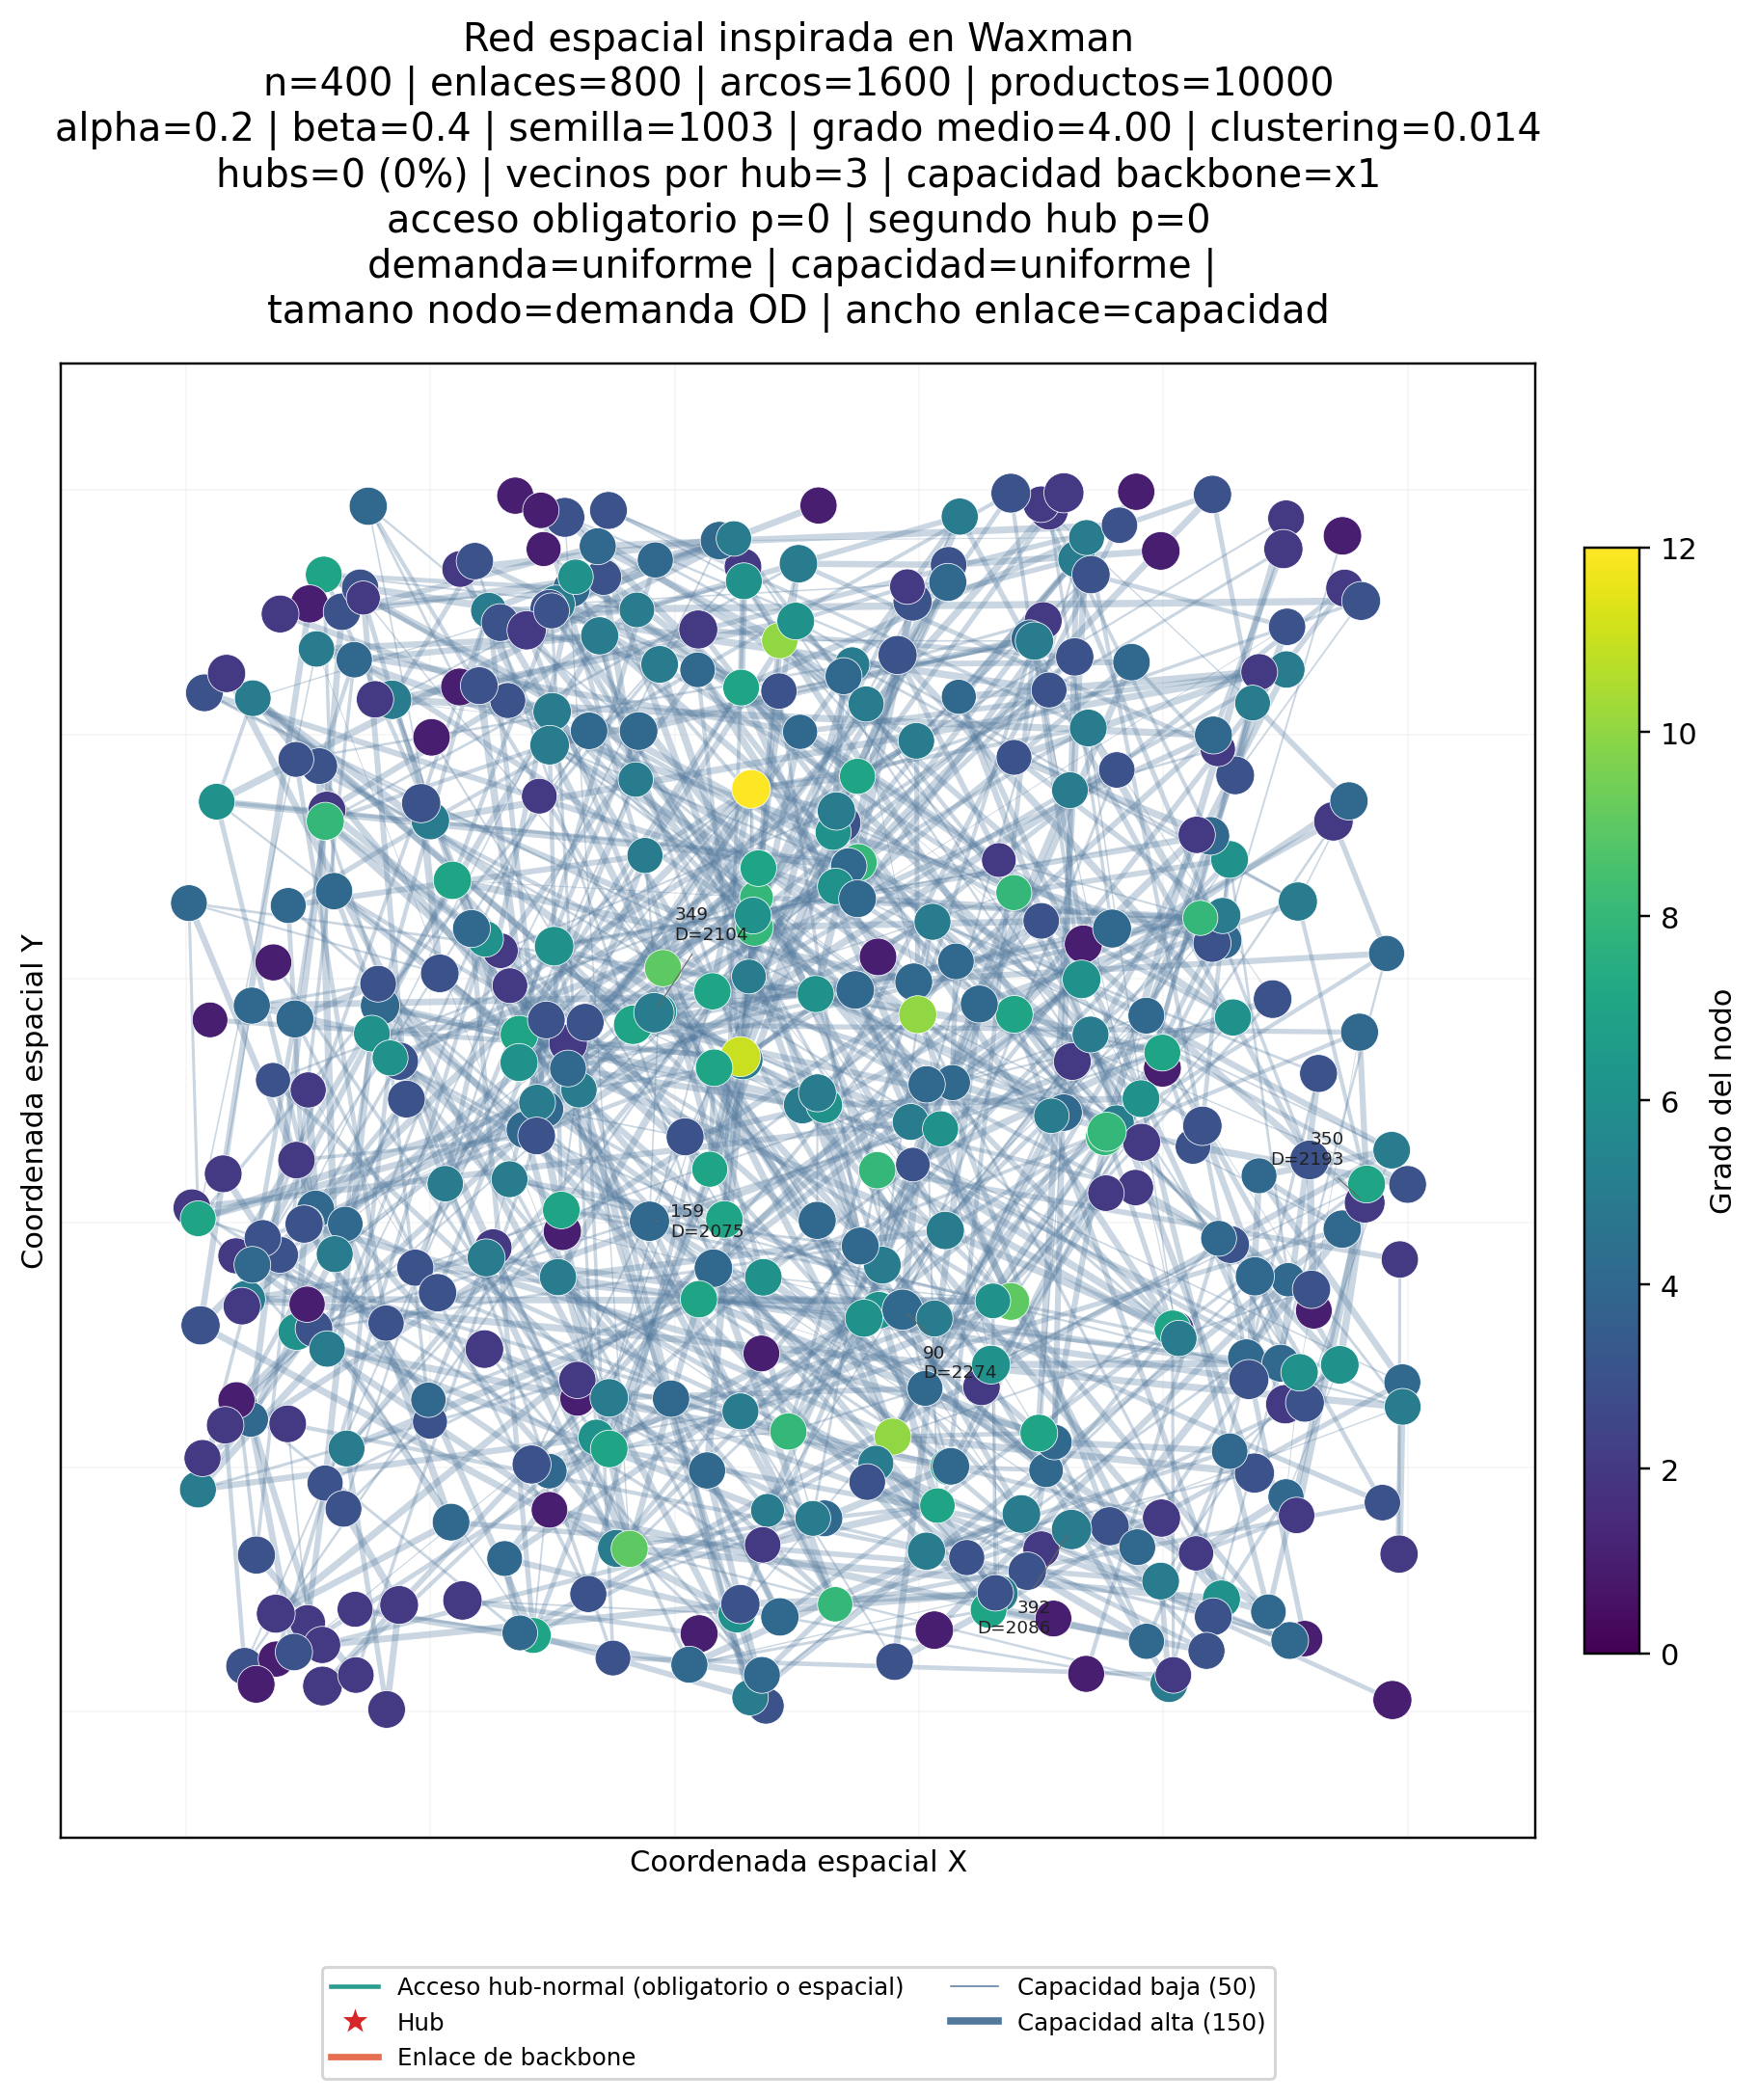 Red espacial inspirada en Waxman
n=400 | enlaces=800 | arcos=1600 | productos=10000
alpha=0.2 | beta=0.4 | semilla=1003 | grado medio=4.00 | clustering=0.014
hubs=0 (0%) | vecinos por hub=3 | capacidad backbone=x1
acceso obligatorio p=0 | segundo hub p=0
demanda=uniforme | capacidad=uniforme |
tamano nodo=demanda OD | ancho enlace=capacidad
349
D=2104
350
D=2193
159
D=2075
90
D=2274
392
D=2086
Coordenada espacial Y
Coordenada espacial X
12
10
8
6
4
2
0
Grado del nodo
Acceso hub-normal (obligatorio o espacial)
Hub
Enlace de backbone
Capacidad baja (50)
Capacidad alta (150)